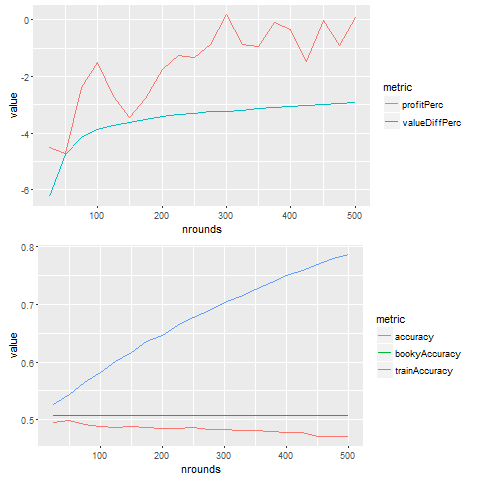 0
-2
-4
-6
value
100
200
300
400
500
nrounds
metric
profitPerc
valueDiffPerc
0.8
0.7
0.6
0.5
value
100
200
300
400
500
nrounds
metric
accuracy
bookyAccuracy
trainAccuracy